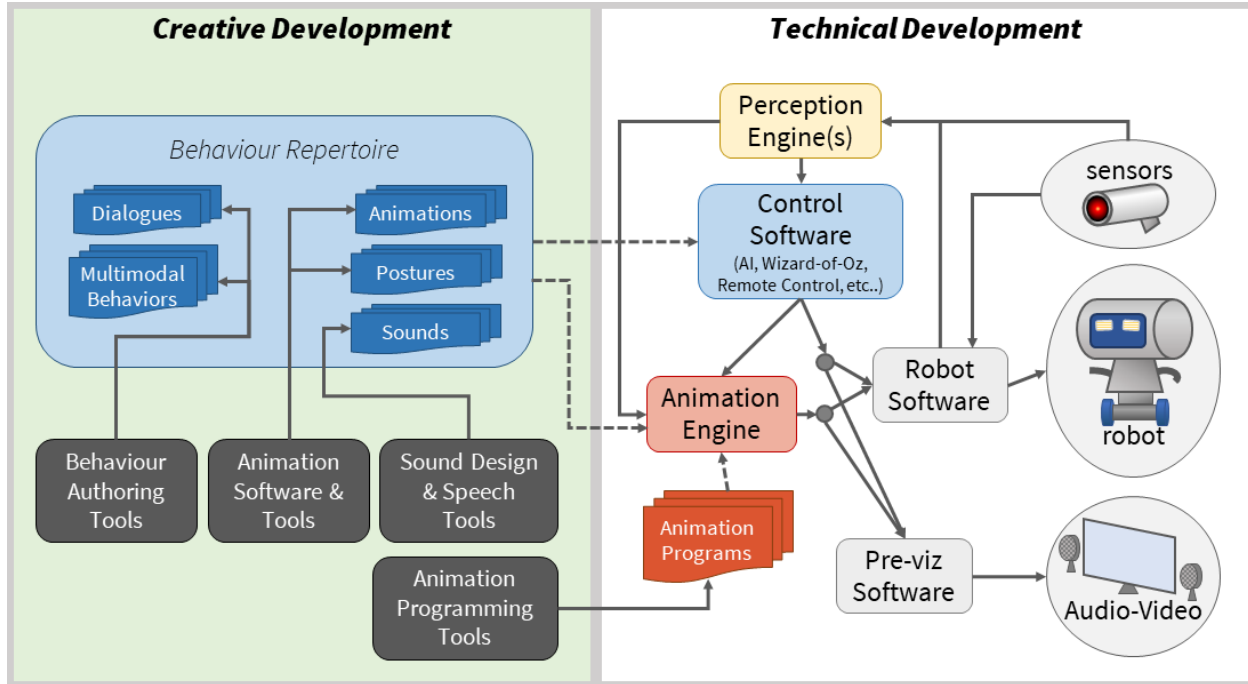 Creative Development
Behaviour Repertoire
Dialogues
Multimodal
Behaviors
Animations
Postures
Sounds
Behaviour
Authoring
Tools
Animation
Software &
Tools
Sound Design
& Speech
Tools
Animation
Programming
Tools
Technical Development
Perception
Engine(s)
Control
Software
(AI, Wizard-of-Oz,
Remote Control, etc..)
sensors
Animation
Engine
Robot
Software
robot
Animation
Programs
Pre-viz
Software
Audio-Video